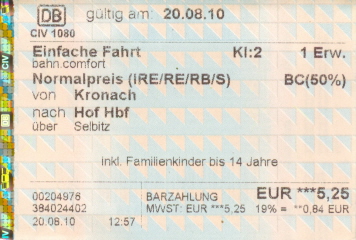 DB gültig am: 20.08.10
CIV 1080
Einfache Fahrt Kl:2 1 Erw.
bahn.comfort
Normalpreis (IRE/RE/RB/S) BC(50%)
von Kronach
nach Hof Hbf
über Selbitz
inkl. Familienkinder bis 14 Jahre
00204976 BARZAHLUNG EUR ***5,25
384024402 MWST: EUR ***5,25 19% = **0,84 EUR
20.08.10 12:57